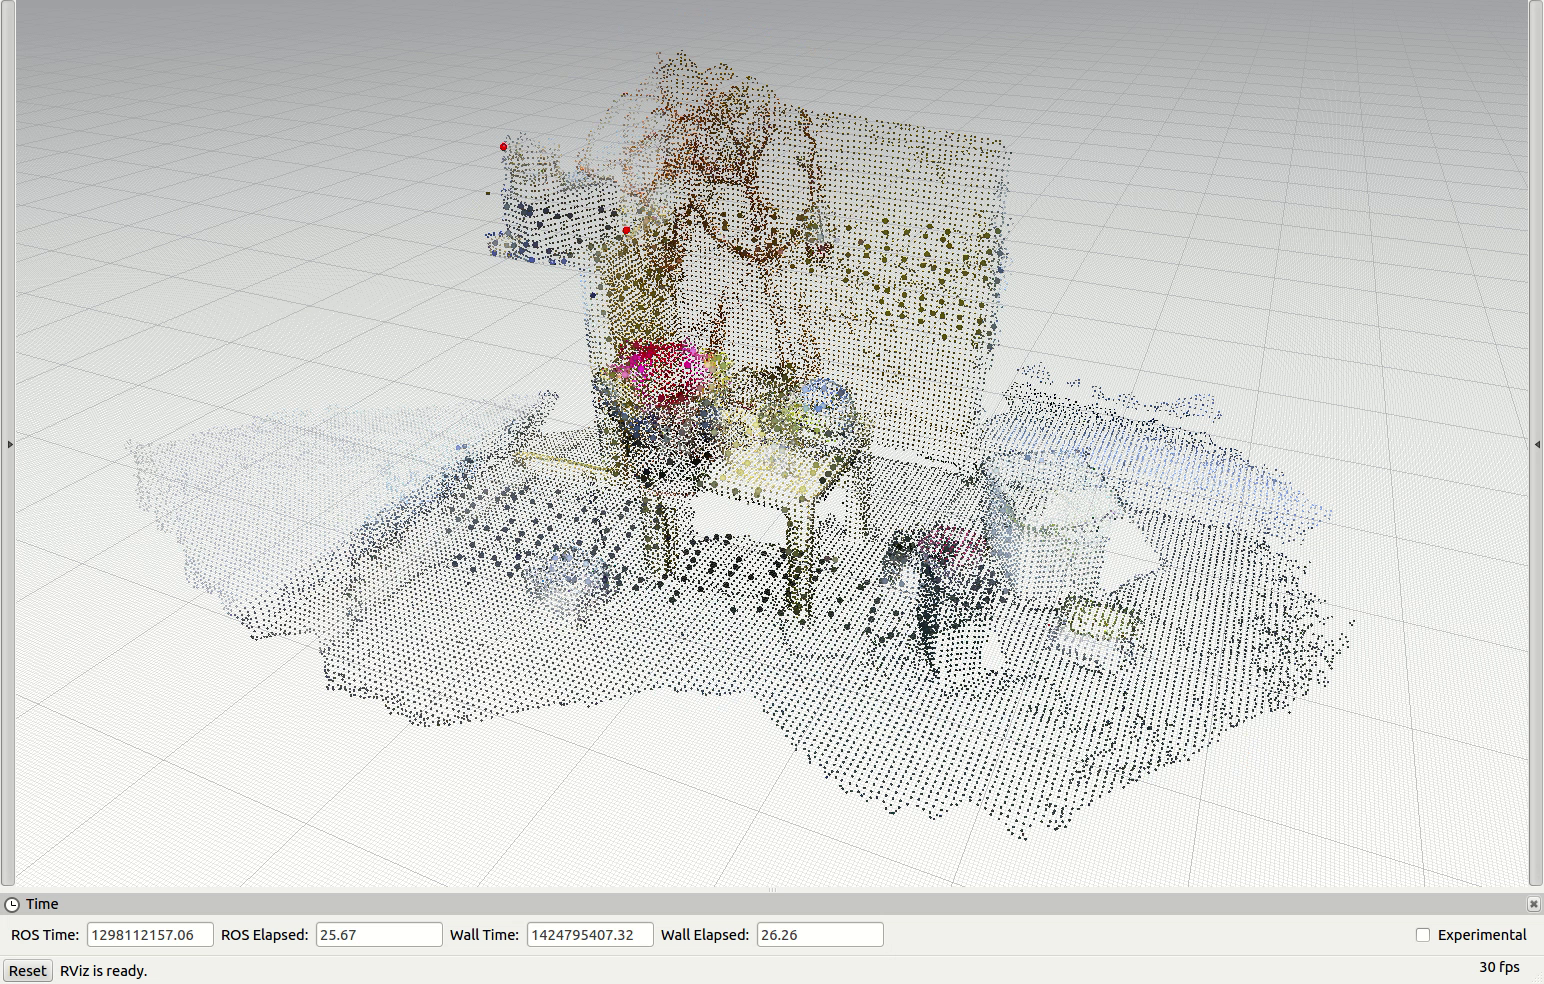 Time
ROS Time: 1298112157.06 ROS Elapsed: 25.67 Wall Time: 1424795407.32 Wall Elapsed: 26.26 Experimental
Reset RViz is ready. 30 fps